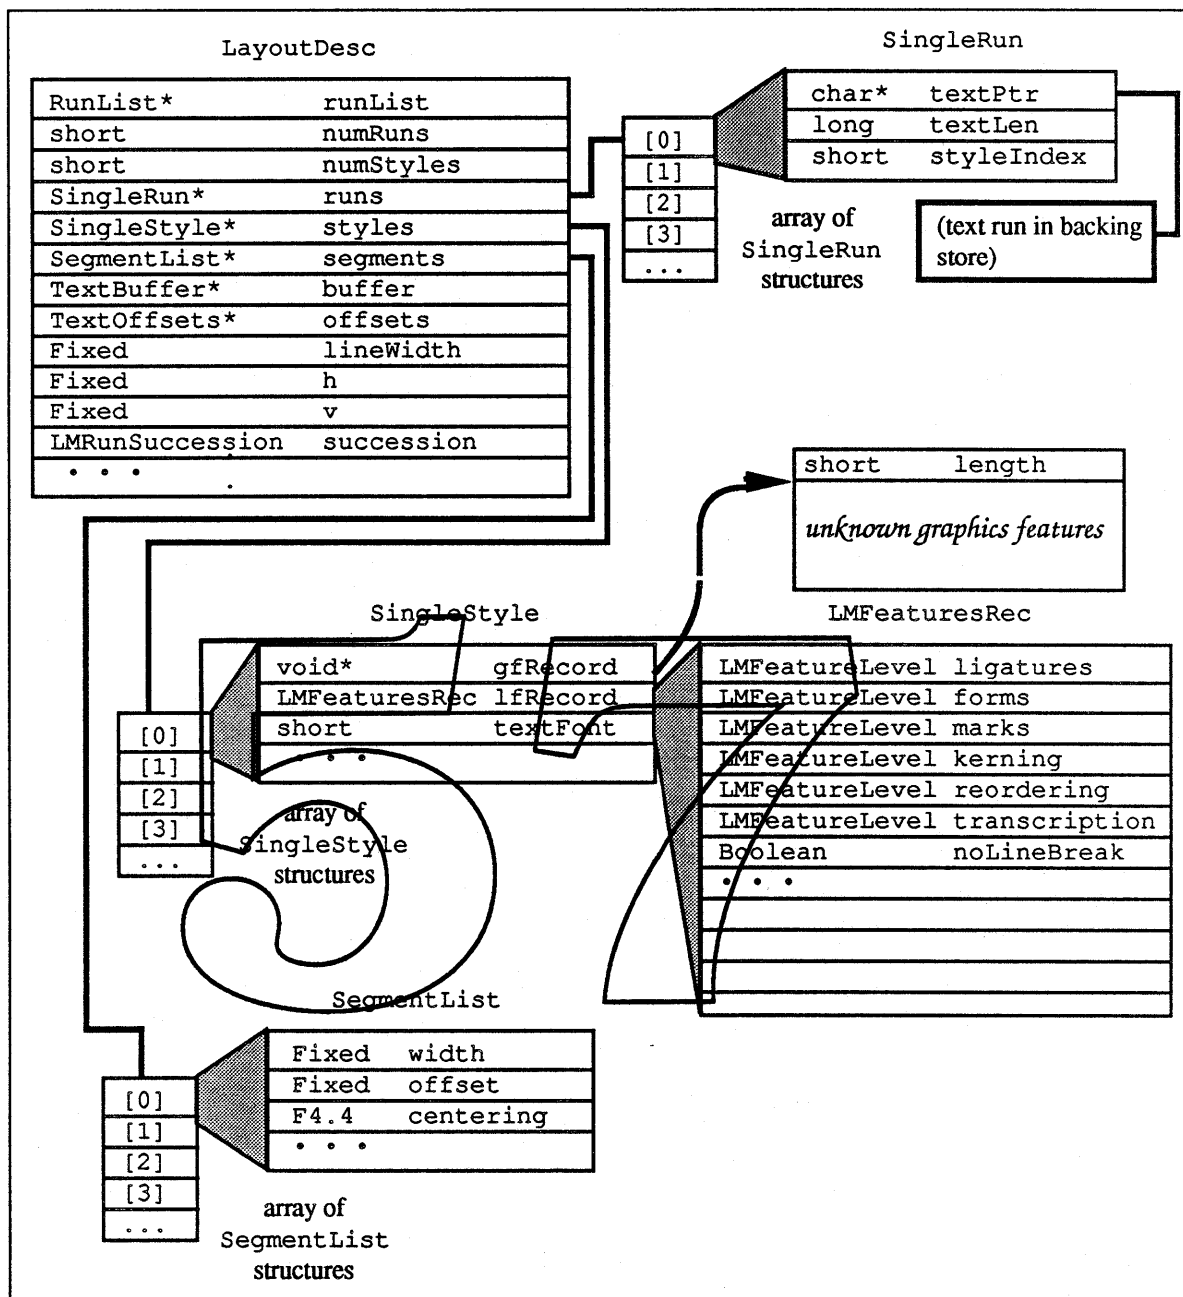 LayoutDesc
RunList* runList
short numRuns
short numStyles
SingleRun* runs
SingleStyle* styles
SegmentList* segments
TextBuffer* buffer
TextOffsets* offsets
Fixed lineWidth
Fixed h
Fixed v
LMRunSuccession succession
• • •
SingleRun
char* textPtr
long textLen
short styleIndex
[0]
[1]
[2]
[3]
...
array of
SingleRun
structures
(text run in backing
store)
short length
unknown graphics features
SingleStyle
void* gfRecord
LMFeaturesRec lfRecord
short textFont
• • •
[0]
[1]
[2]
[3]
...
array of
SingleStyle
structures
LMFeaturesRec
LMFeatureLevel ligatures
LMFeatureLevel forms
LMFeatureLevel marks
LMFeatureLevel kerning
LMFeatureLevel reordering
LMFeatureLevel transcription
Boolean noLineBreak
• • •
SegmentList
Fixed width
Fixed offset
F4.4 centering
• • •
[0]
[1]
[2]
[3]
...
array of
SegmentList
structures